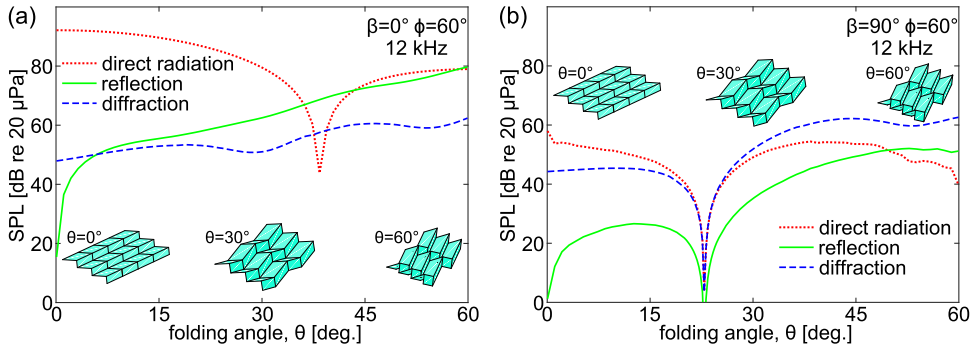 (a)
β=0° ϕ=60°
12 kHz
direct radiation
reflection
diffraction
θ=0°
θ=30°
θ=60°
SPL [dB re 20 µPa]
0
20
40
60
80
0
15
30
45
60
folding angle, θ [deg.]
(b)
β=90° ϕ=60°
12 kHz
θ=0°
θ=30°
θ=60°
direct radiation
reflection
diffraction
SPL [dB re 20 µPa]
0
20
40
60
80
0
15
30
45
60
folding angle, θ [deg.]